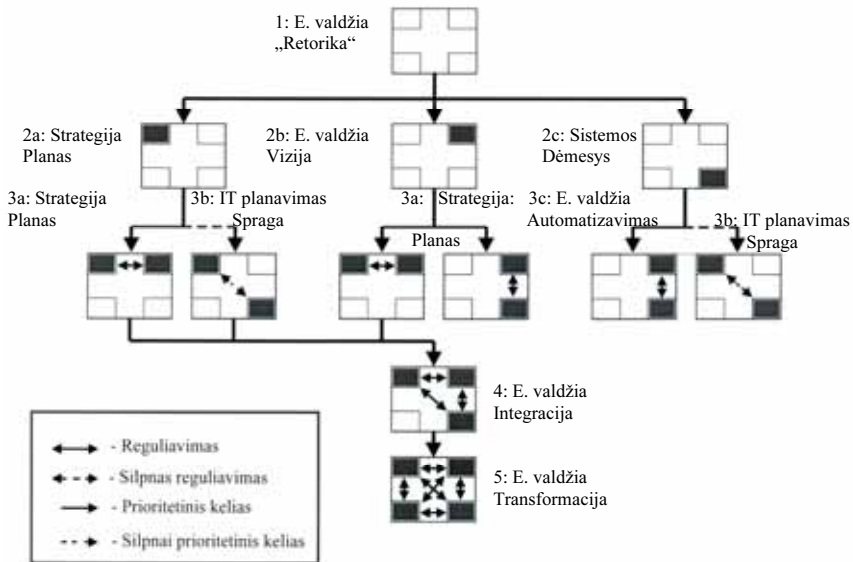 1: E. valdžia
„Retorika“
2a: Strategija
Planas
2b: E. valdžia
Vizija
2c: Sistemos
Dėmesys
3a: Strategija
Planas
3b: IT planavimas
Spraga
3a: Strategija:
Planas
3c: E. valdžia
Automatizavimas
3b: IT planavimas
Spraga
4: E. valdžia
Integracija
5: E. valdžia
Transformacija
- Reguliavimas
- Silpnas reguliavimas
- Prioritetinis kelias
- Silpnai prioritetinis kelias